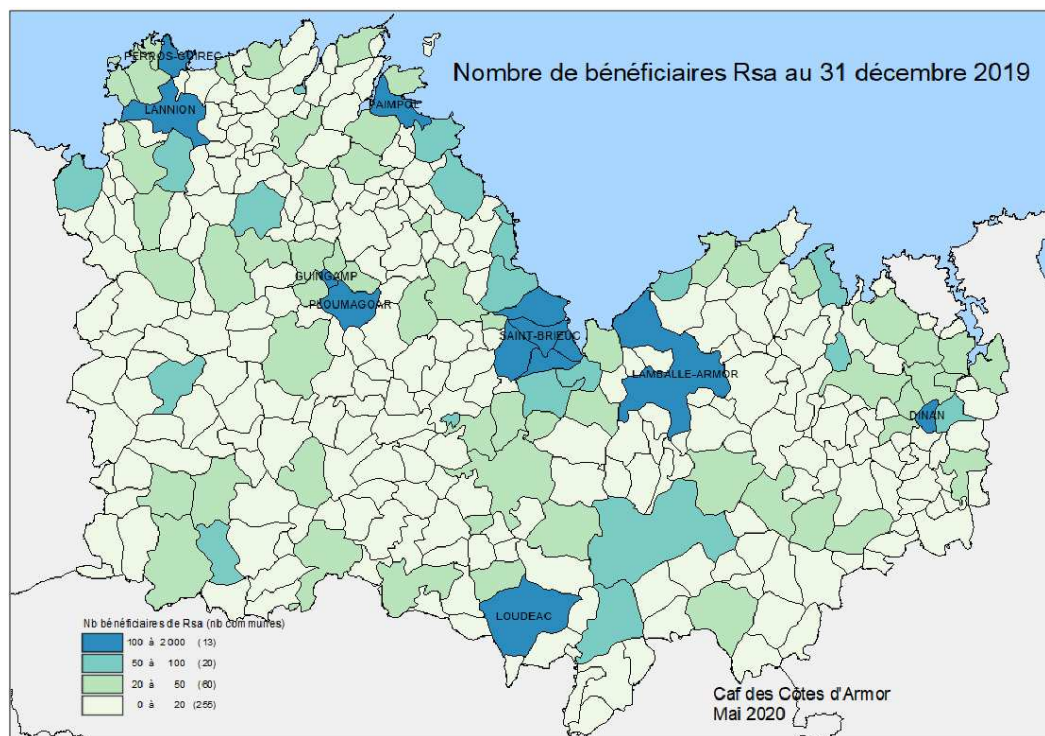 Nombre de bénéficiaires Rsa au 31 décembre 2019
PERROS-GUIREC
LANNION
PAIMPOL
GUINGAMP
PLOUMAGOAR
SAINT-BRIEUC
LAMBALLE-ARMOR
DINAN
LOUDEAC
Nb bénéficiaires de Rsa (nb communes)
100 à 2 000 (13)
50 à 100 (20)
20 à 50 (60)
0 à 20 (255)
Caf des Côtes d'Armor
Mai 2020